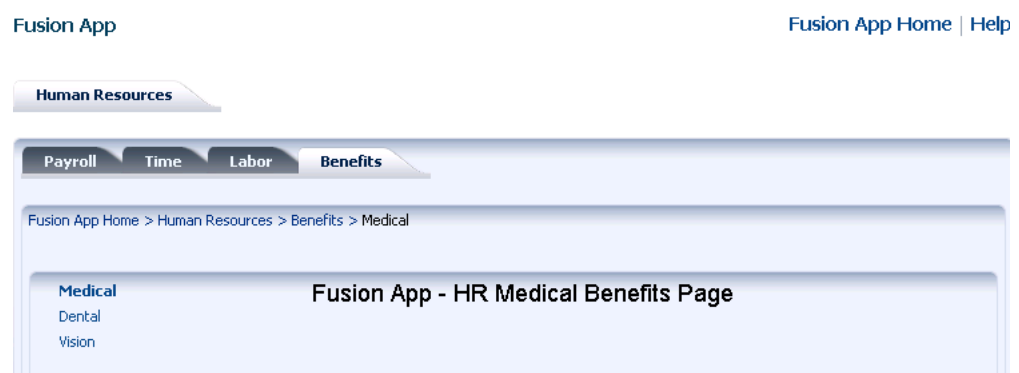 Fusion App Fusion App Home | Help
Human Resources
Payroll Time Labor Benefits
Fusion App Home > Human Resources > Benefits > Medical
Medical Fusion App - HR Medical Benefits Page
Dental
Vision